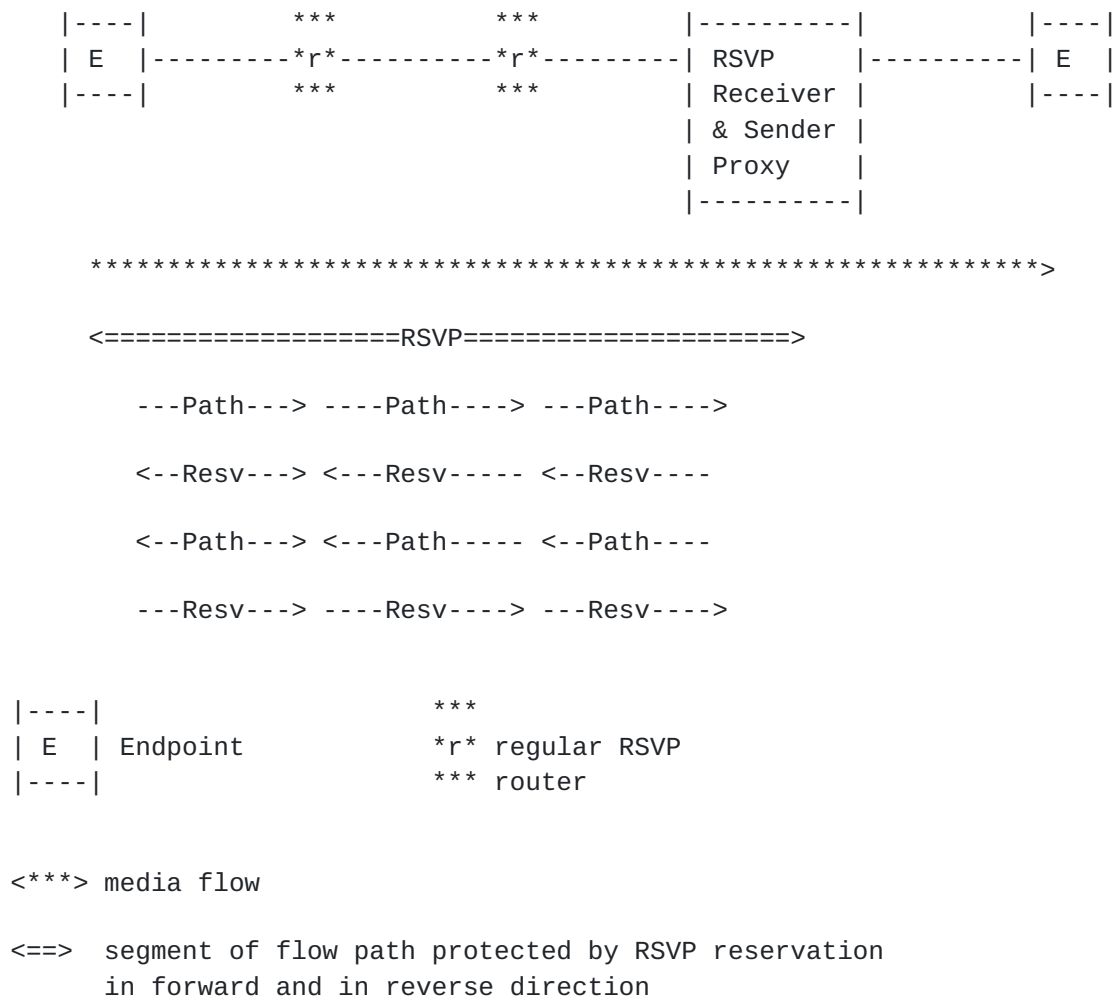 |----|         ***          ***         |----------|          |----|
   | E  |---------*r*----------*r*---------| RSVP     |----------| E  |
   |----|         ***          ***         | Receiver |          |----|
                                           | & Sender |
                                           | Proxy    |
                                           |----------|

     *************************************************************>

     <===================RSVP=====================>

        ---Path---> ----Path----> ---Path---->

        <--Resv---> <---Resv----- <--Resv----

        <--Path---> <---Path----- <--Path----

        ---Resv---> ----Resv----> ---Resv---->


|----|                     ***
| E  | Endpoint            *r* regular RSVP
|----|                     *** router


<***> media flow

<==>  segment of flow path protected by RSVP reservation
      in forward and in reverse direction